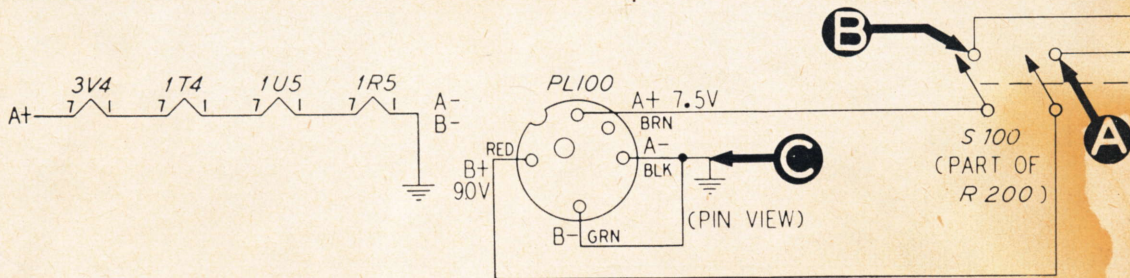 B
3V4 1T4 1U5 1R5
PL100
A+ 7 1 7 1 7 1 7 1
A-
B-
A+ 7.5V
BRN
A-
BLK
C
RED
B+
90V
(PIN VIEW)
B- GRN
S 100
(PART OF
R 200)
A